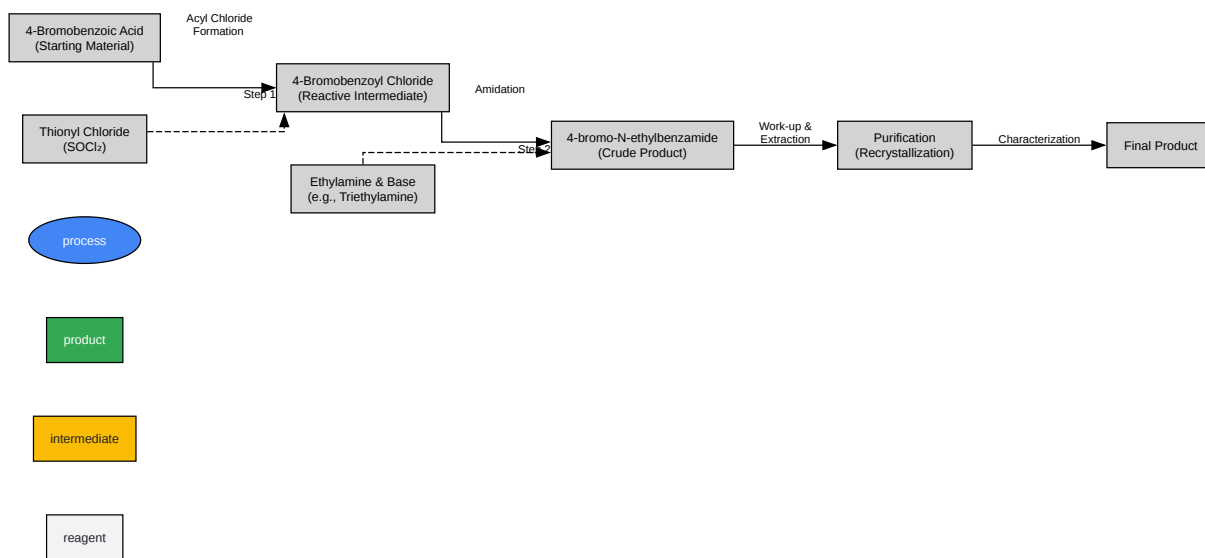 4-Bromobenzoic Acid
(Starting Material)
Acyl Chloride
Formation
Step 1
4-Bromobenzoyl Chloride
(Reactive Intermediate)
Amidation
Thionyl Chloride
(SOCl₂)
Step 2
4-bromo-N-ethylbenzamide
(Crude Product)
Work-up &
Extraction
Purification
(Recrystallization)
Characterization
Final Product
Ethylamine & Base
(e.g., Triethylamine)
process
product
intermediate
reagent